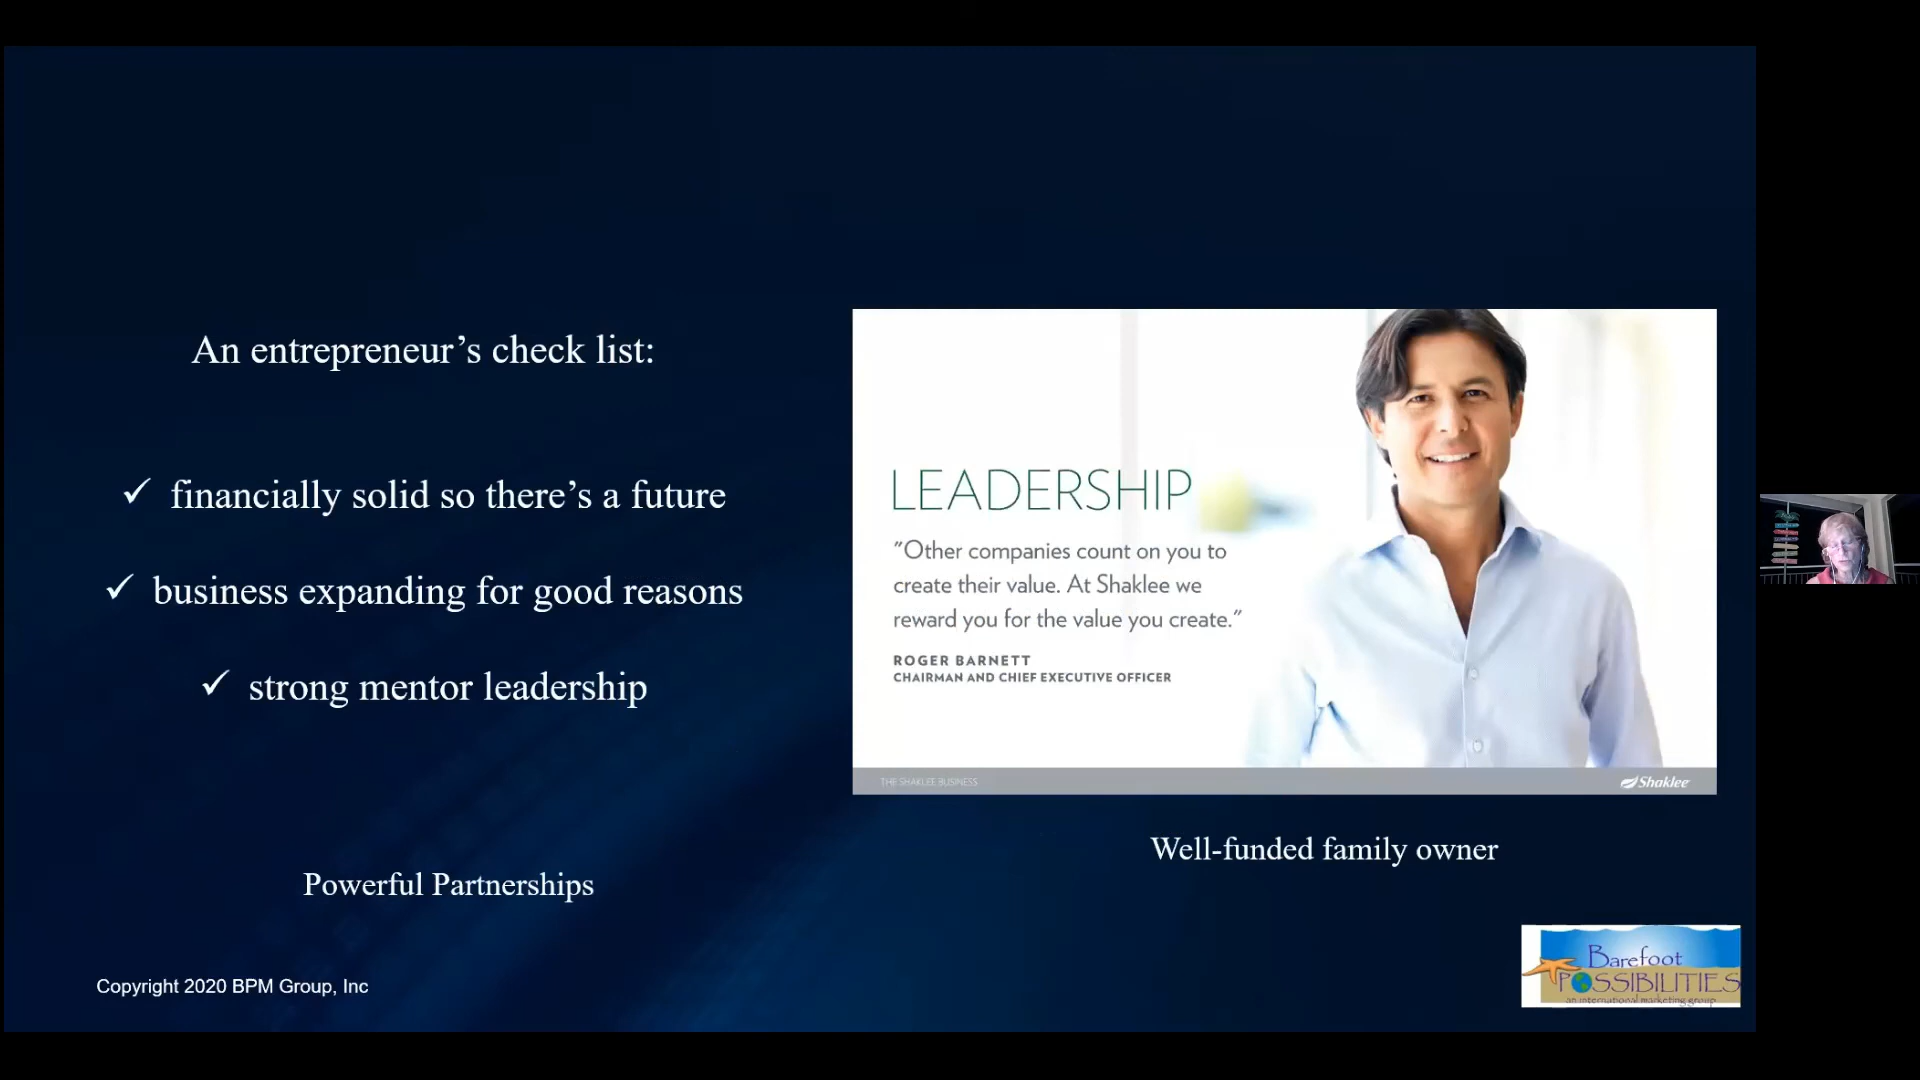 An entrepreneur’s check list:
✓ financially solid so there’s a future
✓ business expanding for good reasons
✓ strong mentor leadership
Powerful Partnerships
Copyright 2020 BPM Group, Inc
LEADERSHIP
"Other companies count on you to
create their value. At Shaklee we
reward you for the value you create."
ROGER BARNETT
CHAIRMAN AND CHIEF EXECUTIVE OFFICER
THE SHAKLEE BUSINESS
Shaklee
Well-funded family owner
Barefoot
POSSIBILITIES
an international marketing group